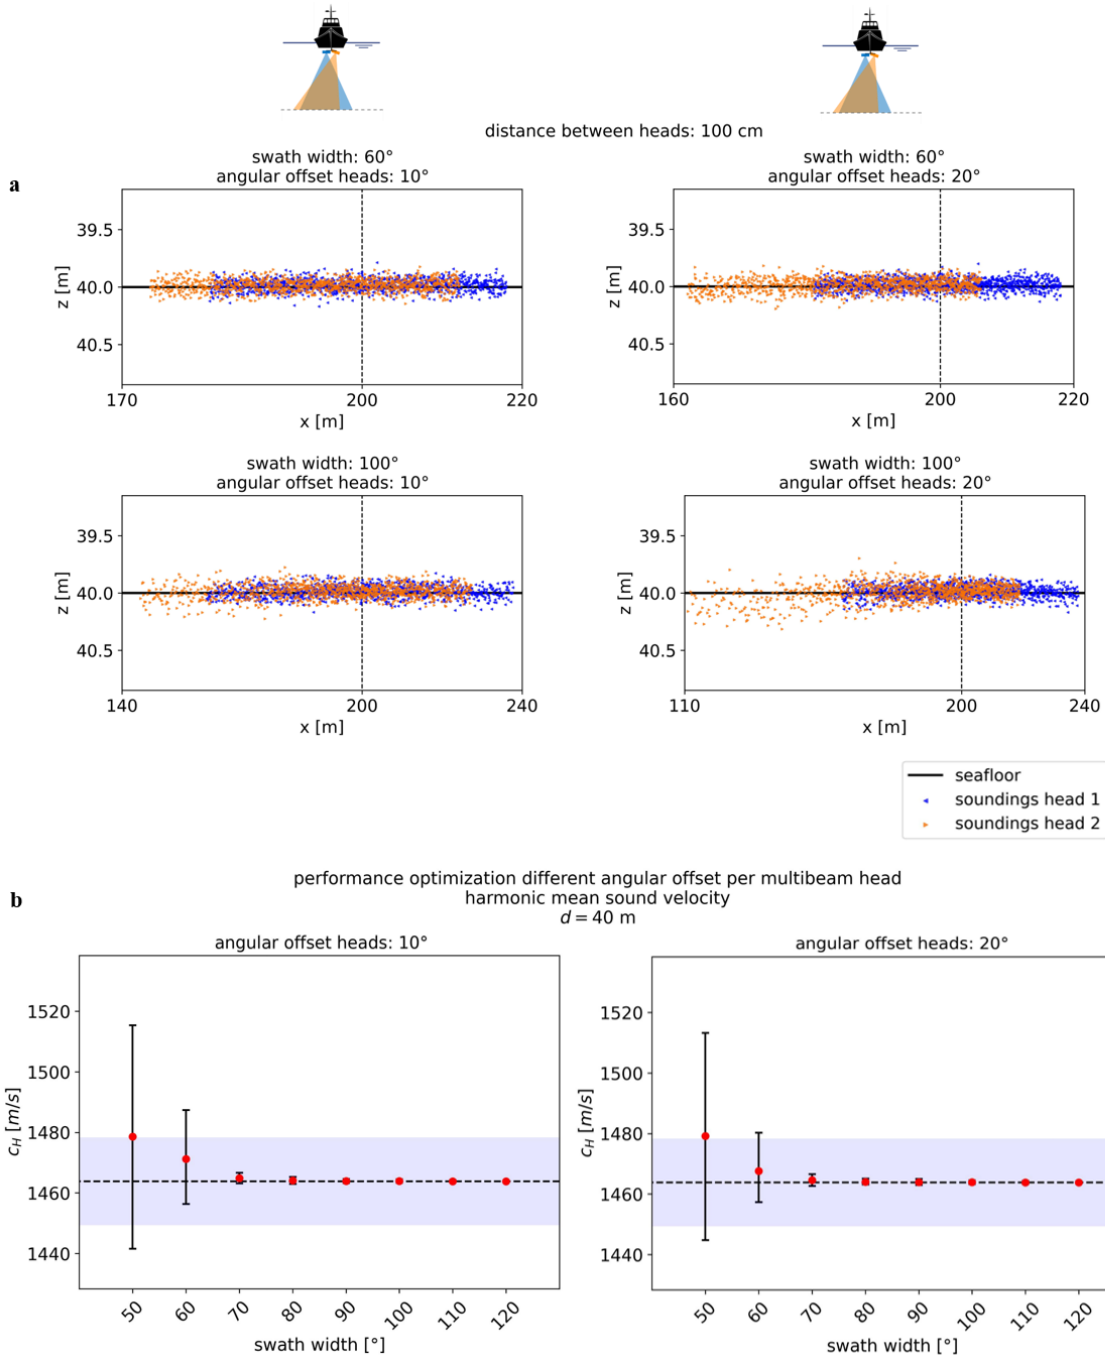 distance between heads: 100 cm
a
swath width: 60°
angular offset heads: 10°
39.5
40.0
40.5
z [m]
170
200
220
x [m]
swath width: 60°
angular offset heads: 20°
39.5
40.0
40.5
z [m]
160
200
220
x [m]
swath width: 100°
angular offset heads: 10°
39.5
40.0
40.5
z [m]
140
200
240
x [m]
swath width: 100°
angular offset heads: 20°
39.5
40.0
40.5
z [m]
110
200
240
x [m]
seafloor
soundings head 1
soundings head 2
b
performance optimization different angular offset per multibeam head
harmonic mean sound velocity
d = 40 m
angular offset heads: 10°
1520
1500
1480
1460
1440
c_H [m/s]
50 60 70 80 90 100 110 120
swath width [°]
angular offset heads: 20°
1520
1500
1480
1460
1440
c_H [m/s]
50 60 70 80 90 100 110 120
swath width [°]